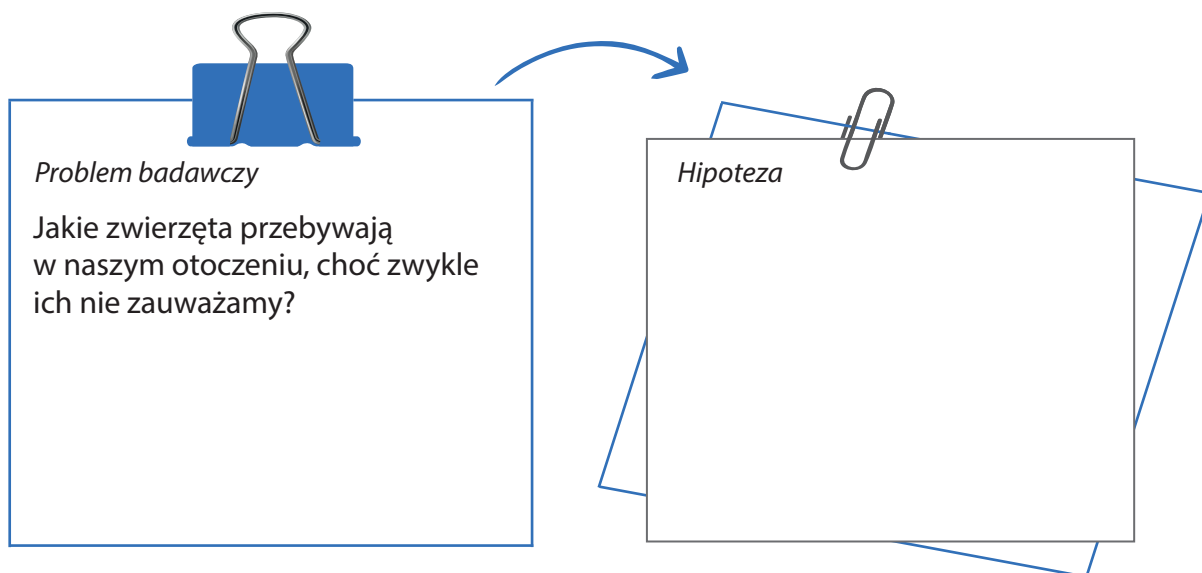 Problem badawczy
Jakie zwierzęta przebywają
w naszym otoczeniu, choć zwykle
ich nie zauważamy?
Hipoteza